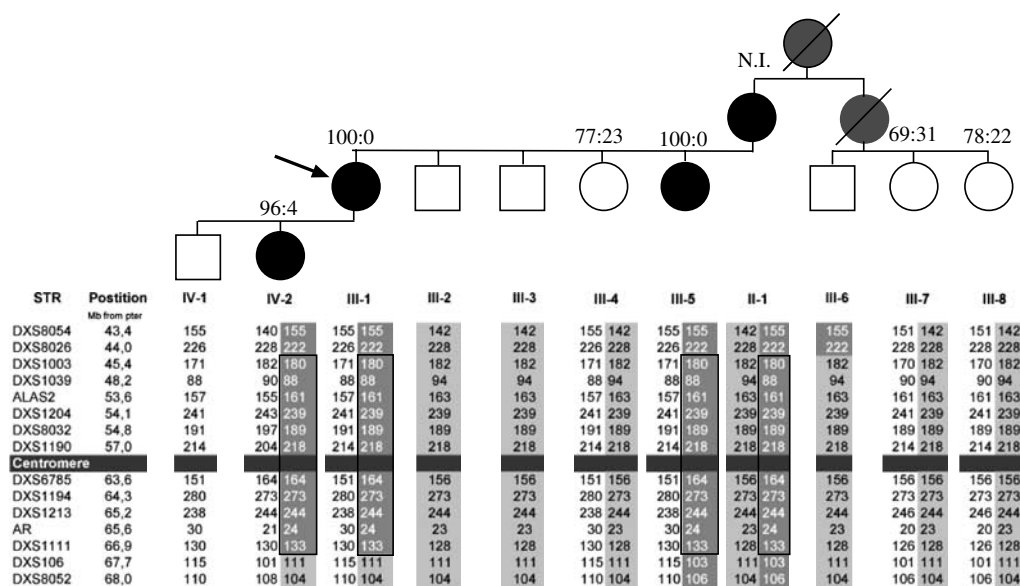 N.I.
100:0 77:23 100:0 69:31 78:22
96:4
STR Postition IV-1 IV-2 III-1 III-2 III-3 III-4 III-5 II-1 III-6 III-7 III-8
Mb from pter
DXS8054 43,4 155 140 155 155 155 142 142 155 142 155 155 142 155 155 151 142 151 142
DXS8026 44,0 226 228 222 226 222 228 228 226 228 226 222 228 222 222 228 228 228 228
DXS1003 45,4 171 182 180 171 180 182 182 171 182 171 180 182 180 182 170 182 170 182
DXS1039 48,2 88 90 88 88 88 94 94 88 94 88 88 94 88 94 90 94 90 94
ALAS2 53,6 157 155 161 157 161 163 163 157 163 157 161 163 161 163 161 163 161 163
DXS1204 54,1 241 243 239 241 239 239 239 241 239 241 239 239 239 239 241 239 241 239
DXS8032 54,8 191 197 189 191 189 189 189 191 189 191 189 189 189 189 189 189 189 189
DXS1190 57,0 214 204 218 214 218 218 218 214 218 214 218 218 218 218 214 218 214 218
Centromere
DXS6785 63,6 151 164 164 151 164 156 156 151 156 151 164 156 164 156 156 156 156 156
DXS1194 64,3 280 273 273 280 273 273 273 280 273 280 273 273 273 273 273 273 273 273
DXS1213 65,2 238 244 244 238 244 244 244 238 244 238 244 244 244 244 246 244 246 244
AR 65,6 30 21 24 30 24 23 23 30 23 30 24 23 24 23 20 23 20 23
DXS1111 66,9 130 130 133 130 133 128 128 130 128 130 133 128 133 128 126 128 126 128
DXS106 67,7 115 101 111 115 111 111 111 115 111 115 103 111 103 111 101 111 101 111
DXS8052 68,0 110 108 104 110 104 104 104 110 104 110 106 104 106 104 106 104 106 104